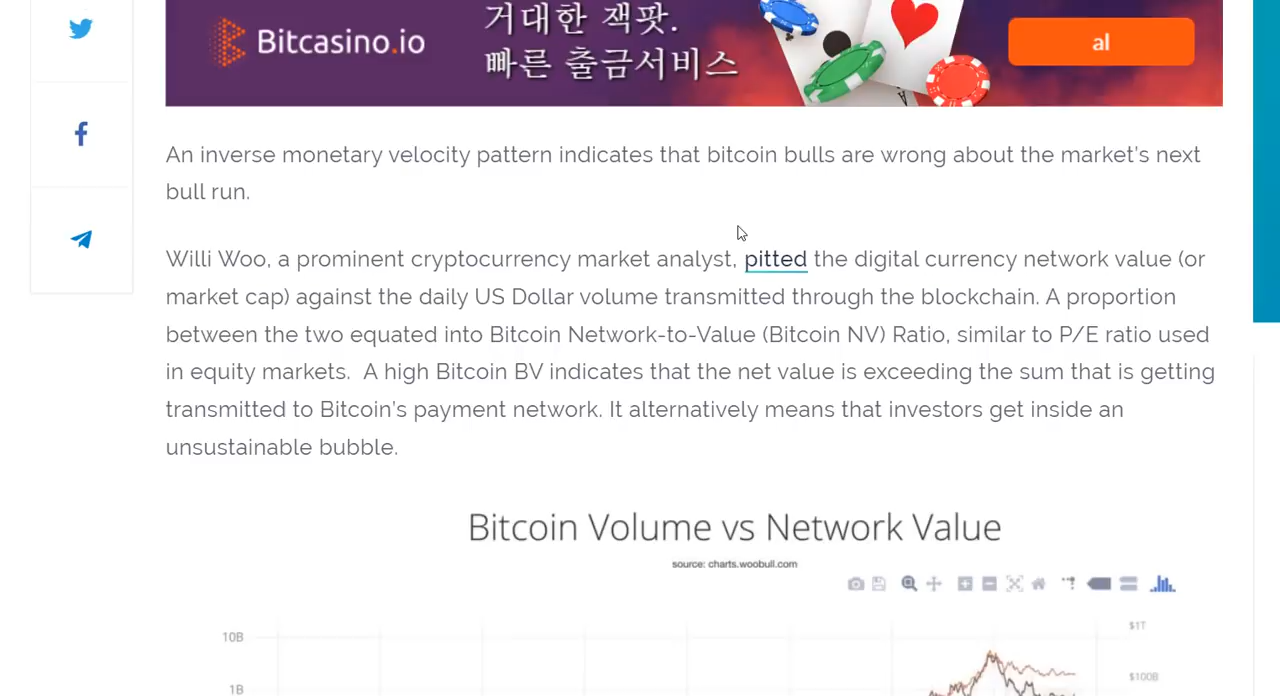 Bitcasino.io
거대한 잭팟.
빠른 출금서비스
al
An inverse monetary velocity pattern indicates that bitcoin bulls are wrong about the market's next
bull run.
Willi Woo, a prominent cryptocurrency market analyst, pitted the digital currency network value (or
market cap) against the daily US Dollar volume transmitted through the blockchain. A proportion
between the two equated into Bitcoin Network-to-Value (Bitcoin NV) Ratio, similar to P/E ratio used
in equity markets.  A high Bitcoin BV indicates that the net value is exceeding the sum that is getting
transmitted to Bitcoin's payment network. It alternatively means that investors get inside an
unsustainable bubble.
Bitcoin Volume vs Network Value
source: charts.woobull.com
10B
$1T
1B
$100B